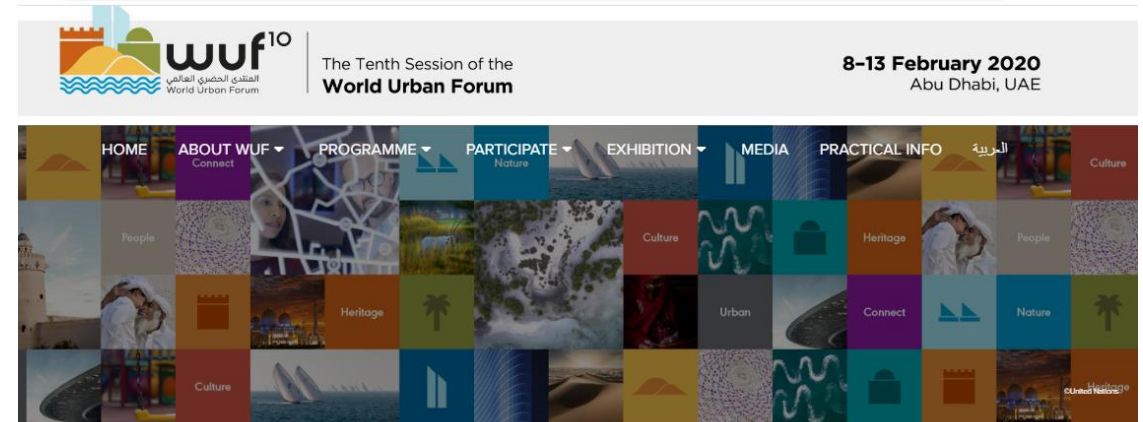 wuf10
المنتدى الحضري العالمي
World Urban Forum
The Tenth Session of the
World Urban Forum
8–13 February 2020
Abu Dhabi, UAE
HOME ABOUT WUF PROGRAMME PARTICIPATE EXHIBITION MEDIA PRACTICAL INFO العربية
Connect Nature Culture
People Culture Heritage People
Heritage Urban Connect Nature
Culture Heritage
©United Nations